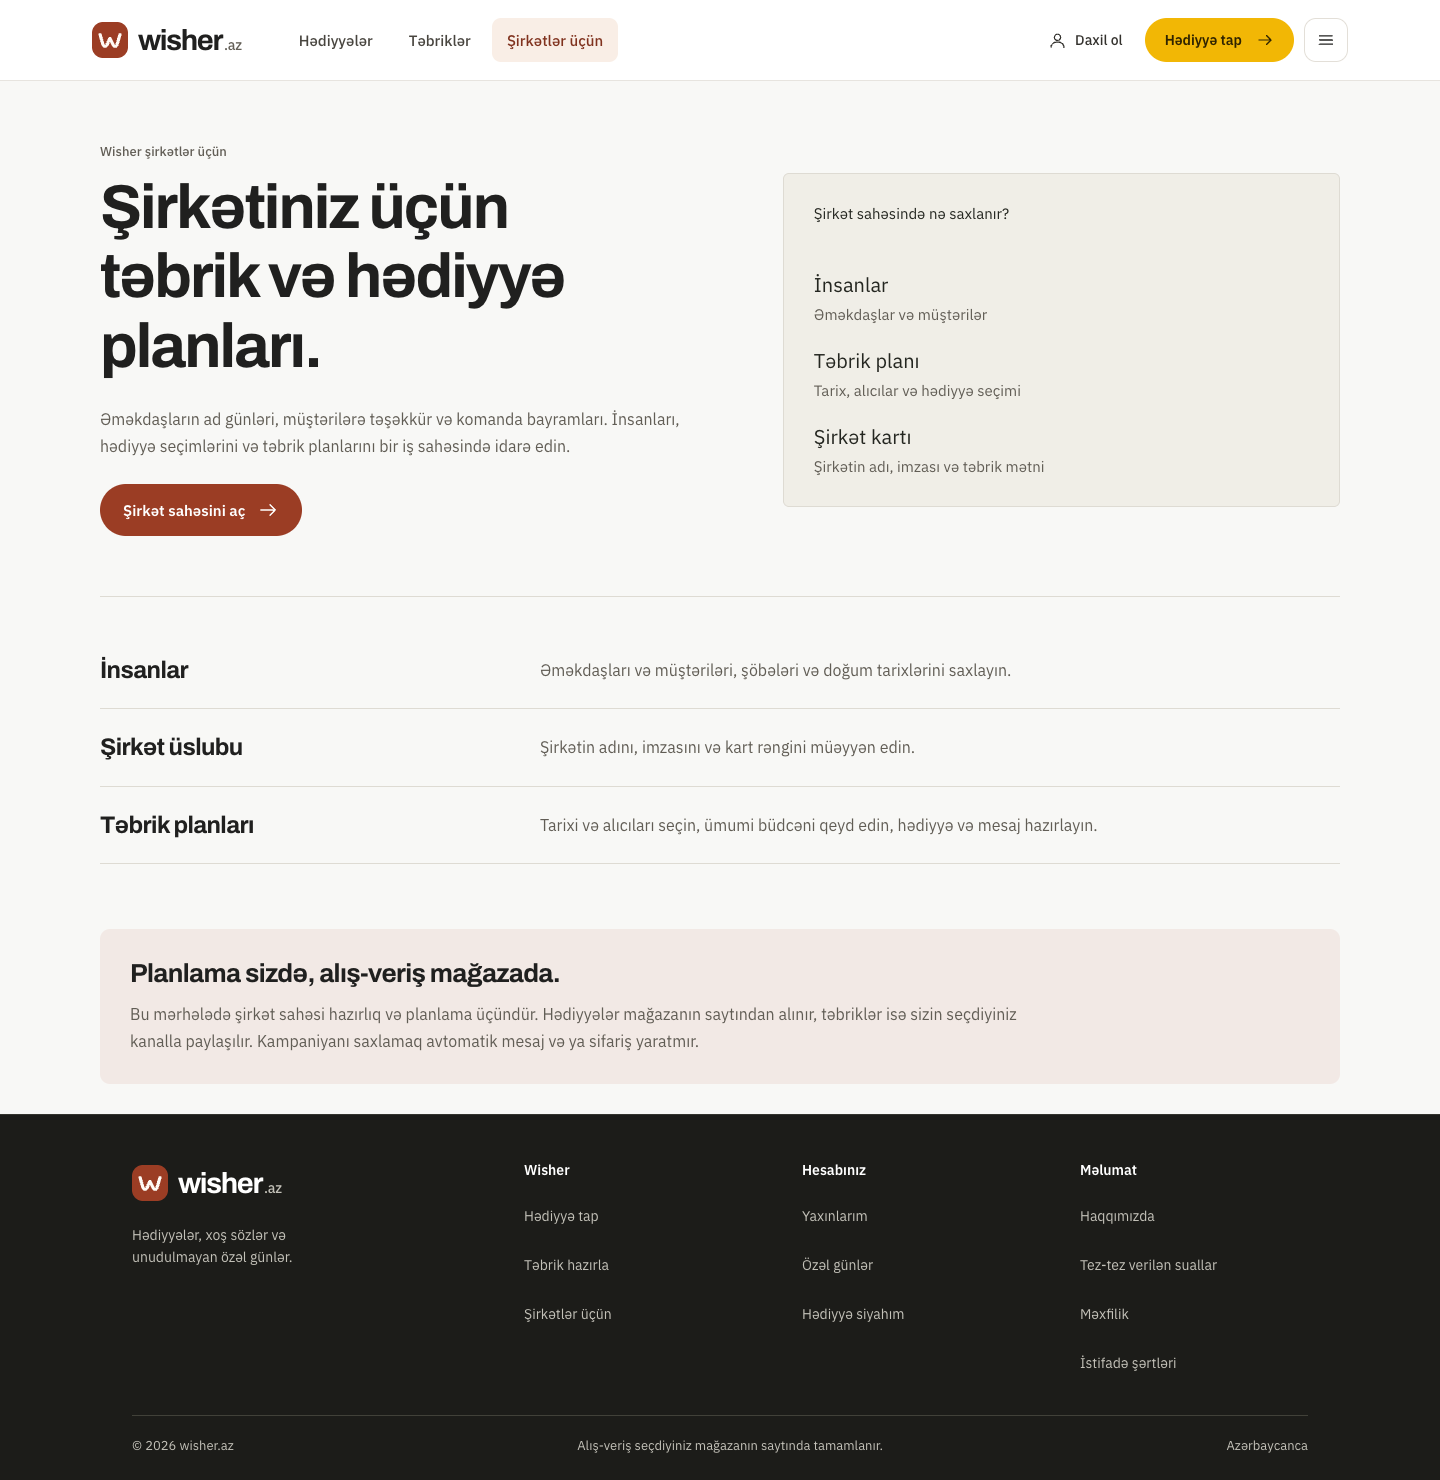 wisher.az
Hədiyyələr
Təbriklər
Şirkətlər üçün
Daxil ol
Hədiyyə tap
Wisher şirkətlər üçün
Şirkətiniz üçün
təbrik və hədiyyə
planları.
Əməkdaşların ad günləri, müştərilərə təşəkkür və komanda bayramları. İnsanları,
hədiyyə seçimlərini və təbrik planlarını bir iş sahəsində idarə edin.
Şirkət sahəsini aç
Şirkət sahəsində nə saxlanır?
İnsanlar
Əməkdaşlar və müştərilər
Təbrik planı
Tarix, alıcılar və hədiyyə seçimi
Şirkət kartı
Şirkətin adı, imzası və təbrik mətni
İnsanlar
Əməkdaşları və müştəriləri, şöbələri və doğum tarixlərini saxlayın.
Şirkət üslubu
Şirkətin adını, imzasını və kart rəngini müəyyən edin.
Təbrik planları
Tarixi və alıcıları seçin, ümumi büdcəni qeyd edin, hədiyyə və mesaj hazırlayın.
Planlama sizdə, alış-veriş mağazada.
Bu mərhələdə şirkət sahəsi hazırlıq və planlama üçündür. Hədiyyələr mağazanın saytından alınır, təbriklər isə sizin seçdiyiniz
kanalla paylaşılır. Kampaniyanı saxlamaq avtomatik mesaj və ya sifariş yaratmır.
wisher.az
Hədiyyələr, xoş sözlər və
unudulmayan özəl günlər.
Wisher
Hədiyyə tap
Təbrik hazırla
Şirkətlər üçün
Hesabınız
Yaxınlarım
Özəl günlər
Hədiyyə siyahım
Məlumat
Haqqımızda
Tez-tez verilən suallar
Məxfilik
İstifadə şərtləri
© 2026 wisher.az
Alış-veriş seçdiyiniz mağazanın saytında tamamlanır.
Azərbaycanca